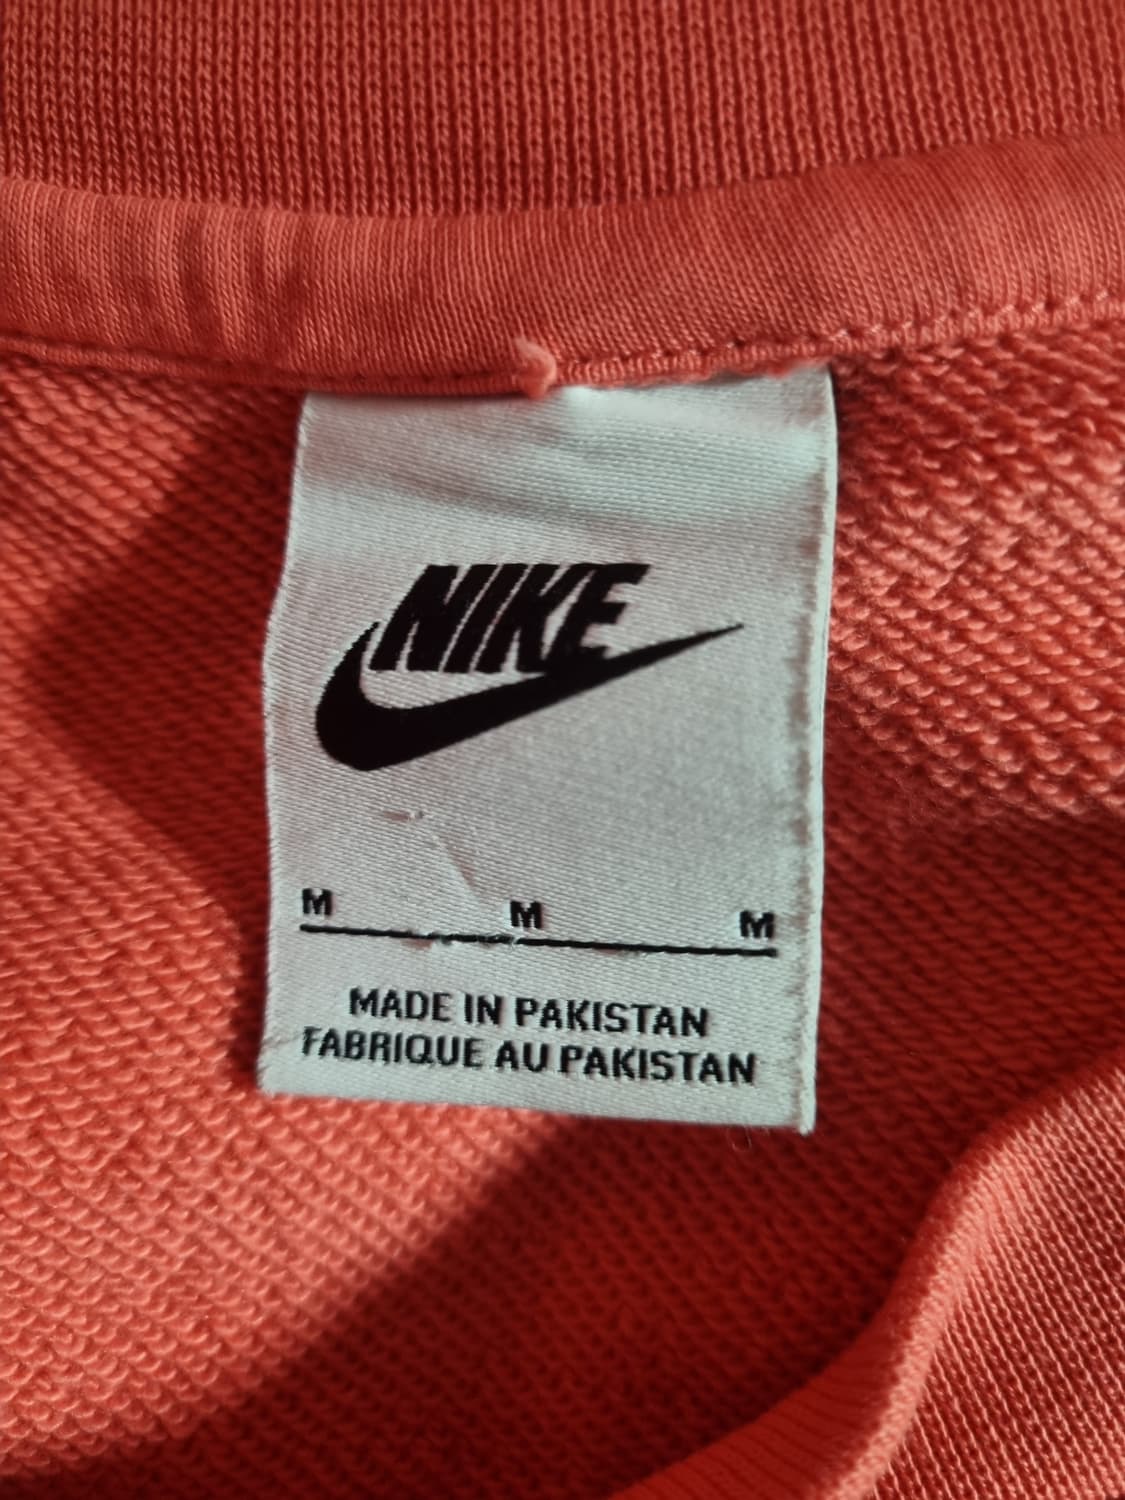 NIKE
M M M
MADE IN PAKISTAN
FABRIQUE AU PAKISTAN